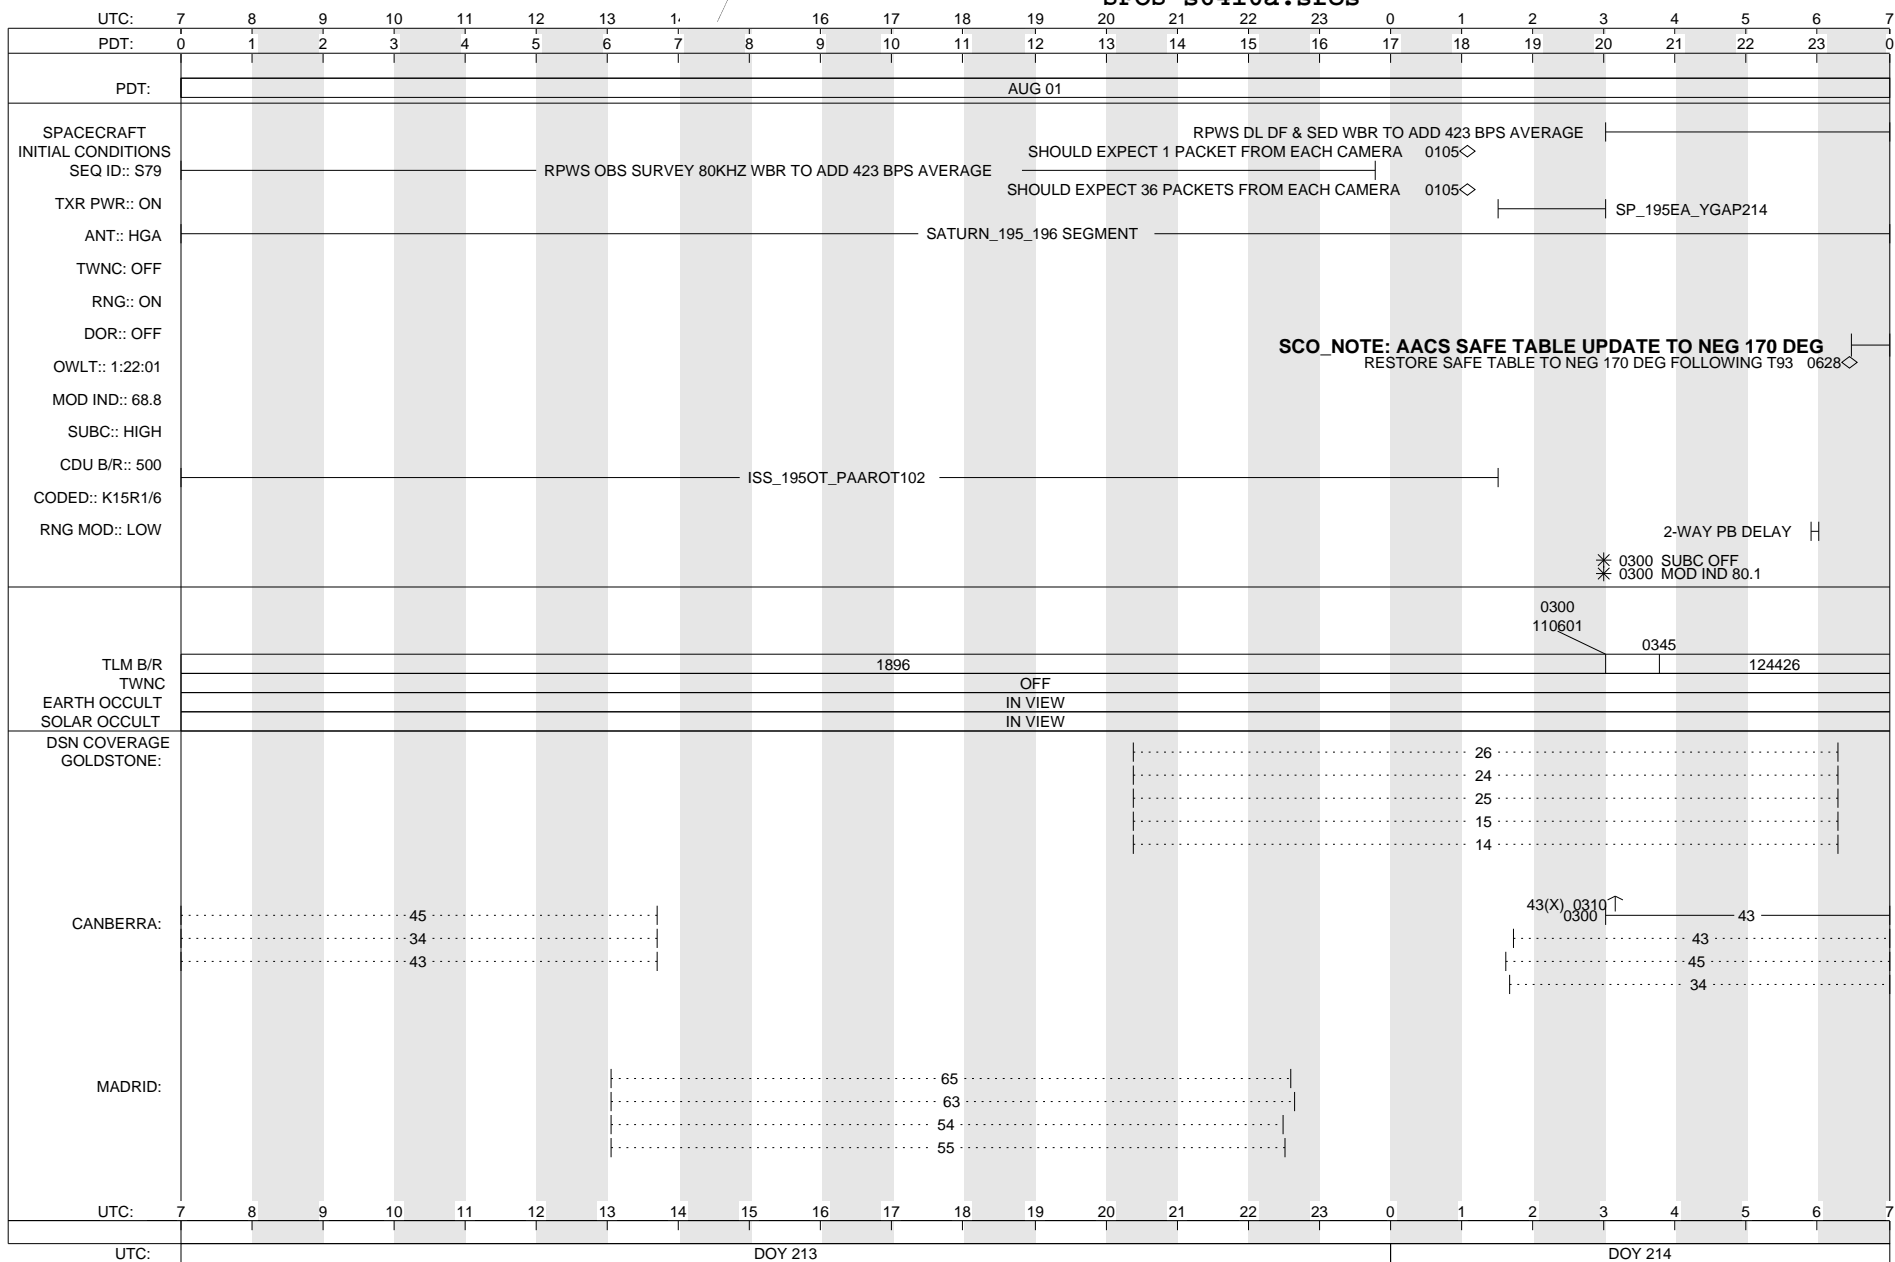 SFOS
UTC: 7 8 9 10 11 12 13 16 17 18 19 20 21 22 23 0 1 2 3 4 5 6 7
PDT: 0 1 2 3 4 5 6 7 8 9 10 11 12 13 14 15 16 17 18 19 20 21 22 23 0
PDT: AUG 01
SPACECRAFT
INITIAL CONDITIONS
SEQ ID:: S79
TXR PWR:: ON
ANT:: HGA
TWNC: OFF
RNG:: ON
DOR:: OFF
OWLT:: 1:22:01
MOD IND:: 68.8
SUBC:: HIGH
CDU B/R:: 500
CODED:: K15R1/6
RNG MOD:: LOW
RPWS DL DF & SED WBR TO ADD 423 BPS AVERAGE
SHOULD EXPECT 1 PACKET FROM EACH CAMERA 0105
RPWS OBS SURVEY 80KHZ WBR TO ADD 423 BPS AVERAGE
SHOULD EXPECT 36 PACKETS FROM EACH CAMERA 0105
SP_195EA_YGAP214
SATURN_195_196 SEGMENT
SCO_NOTE: AACS SAFE TABLE UPDATE TO NEG 170 DEG
RESTORE SAFE TABLE TO NEG 170 DEG FOLLOWING T93 0628
ISS_195OT_PAAROT102
2-WAY PB DELAY
0300 SUBC OFF
0300 MOD IND 80.1
0300
110601
0345
TLM B/R 1896 124426
TWNC OFF
EARTH OCCULT IN VIEW
SOLAR OCCULT IN VIEW
DSN COVERAGE
GOLDSTONE:
26
24
25
15
14
CANBERRA:
43(X) 0310
45 0300 43
34 43
43 45
34
MADRID:
65
63
54
55
UTC: 7 8 9 10 11 12 13 14 15 16 17 18 19 20 21 22 23 0 1 2 3 4 5 6 7
UTC: DOY 213 DOY 214